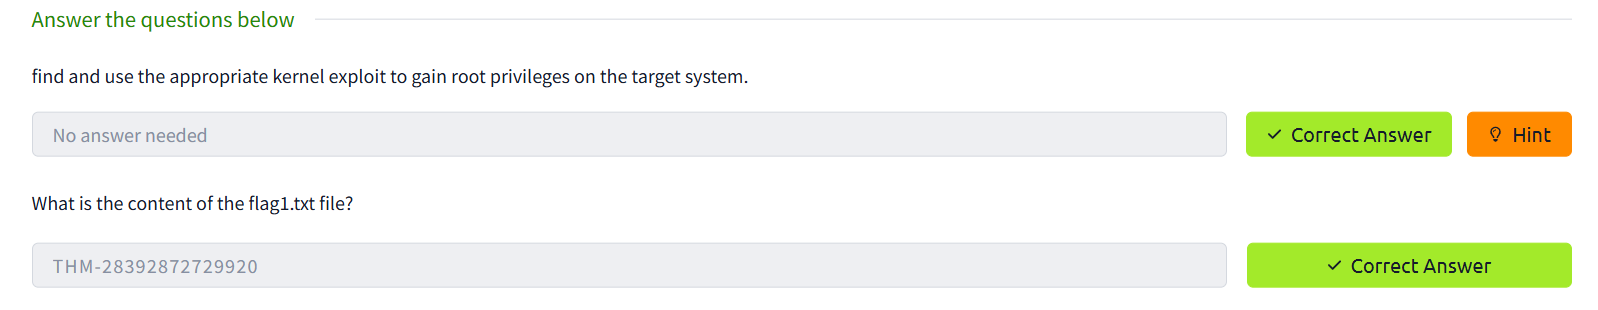 Answer the questions below
find and use the appropriate kernel exploit to gain root privileges on the target system.
No answer needed
Correct Answer
Hint
What is the content of the flag1.txt file?
THM-28392872729920
Correct Answer